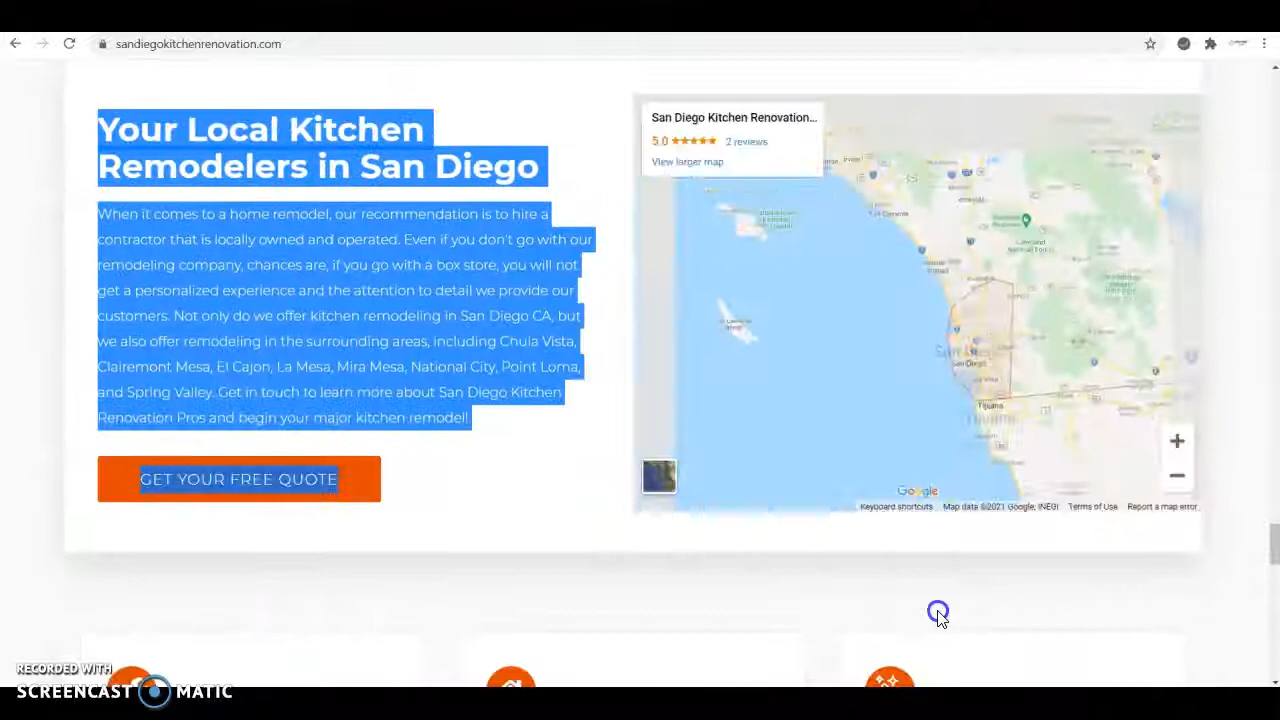 sandiegokitchenrenovation.com
Your Local Kitchen
Remodelers in San Diego
When it comes to a home remodel, our recommendation is to hire a
contractor that is locally owned and operated. Even if you don't go with our
remodeling company, chances are, if you go with a box store, you will not
get a personalized experience and the attention to detail we provide our
customers. Not only do we offer kitchen remodeling in San Diego CA, but
we also offer remodeling in the surrounding areas, including Chula Vista,
Clairemont Mesa, El Cajon, La Mesa, Mira Mesa, National City, Point Loma,
and Spring Valley. Get in touch to learn more about San Diego Kitchen
Renovation Pros and begin your major kitchen remodel!
GET YOUR FREE QUOTE
San Diego Kitchen Renovation...
5.0 2 reviews
View larger map
San Diego
Tijuana
Google
Keyboard shortcuts Map data ©2021 Google, INEGI Terms of Use Report a map error
RECORDED WITH
SCREENCAST MATIC